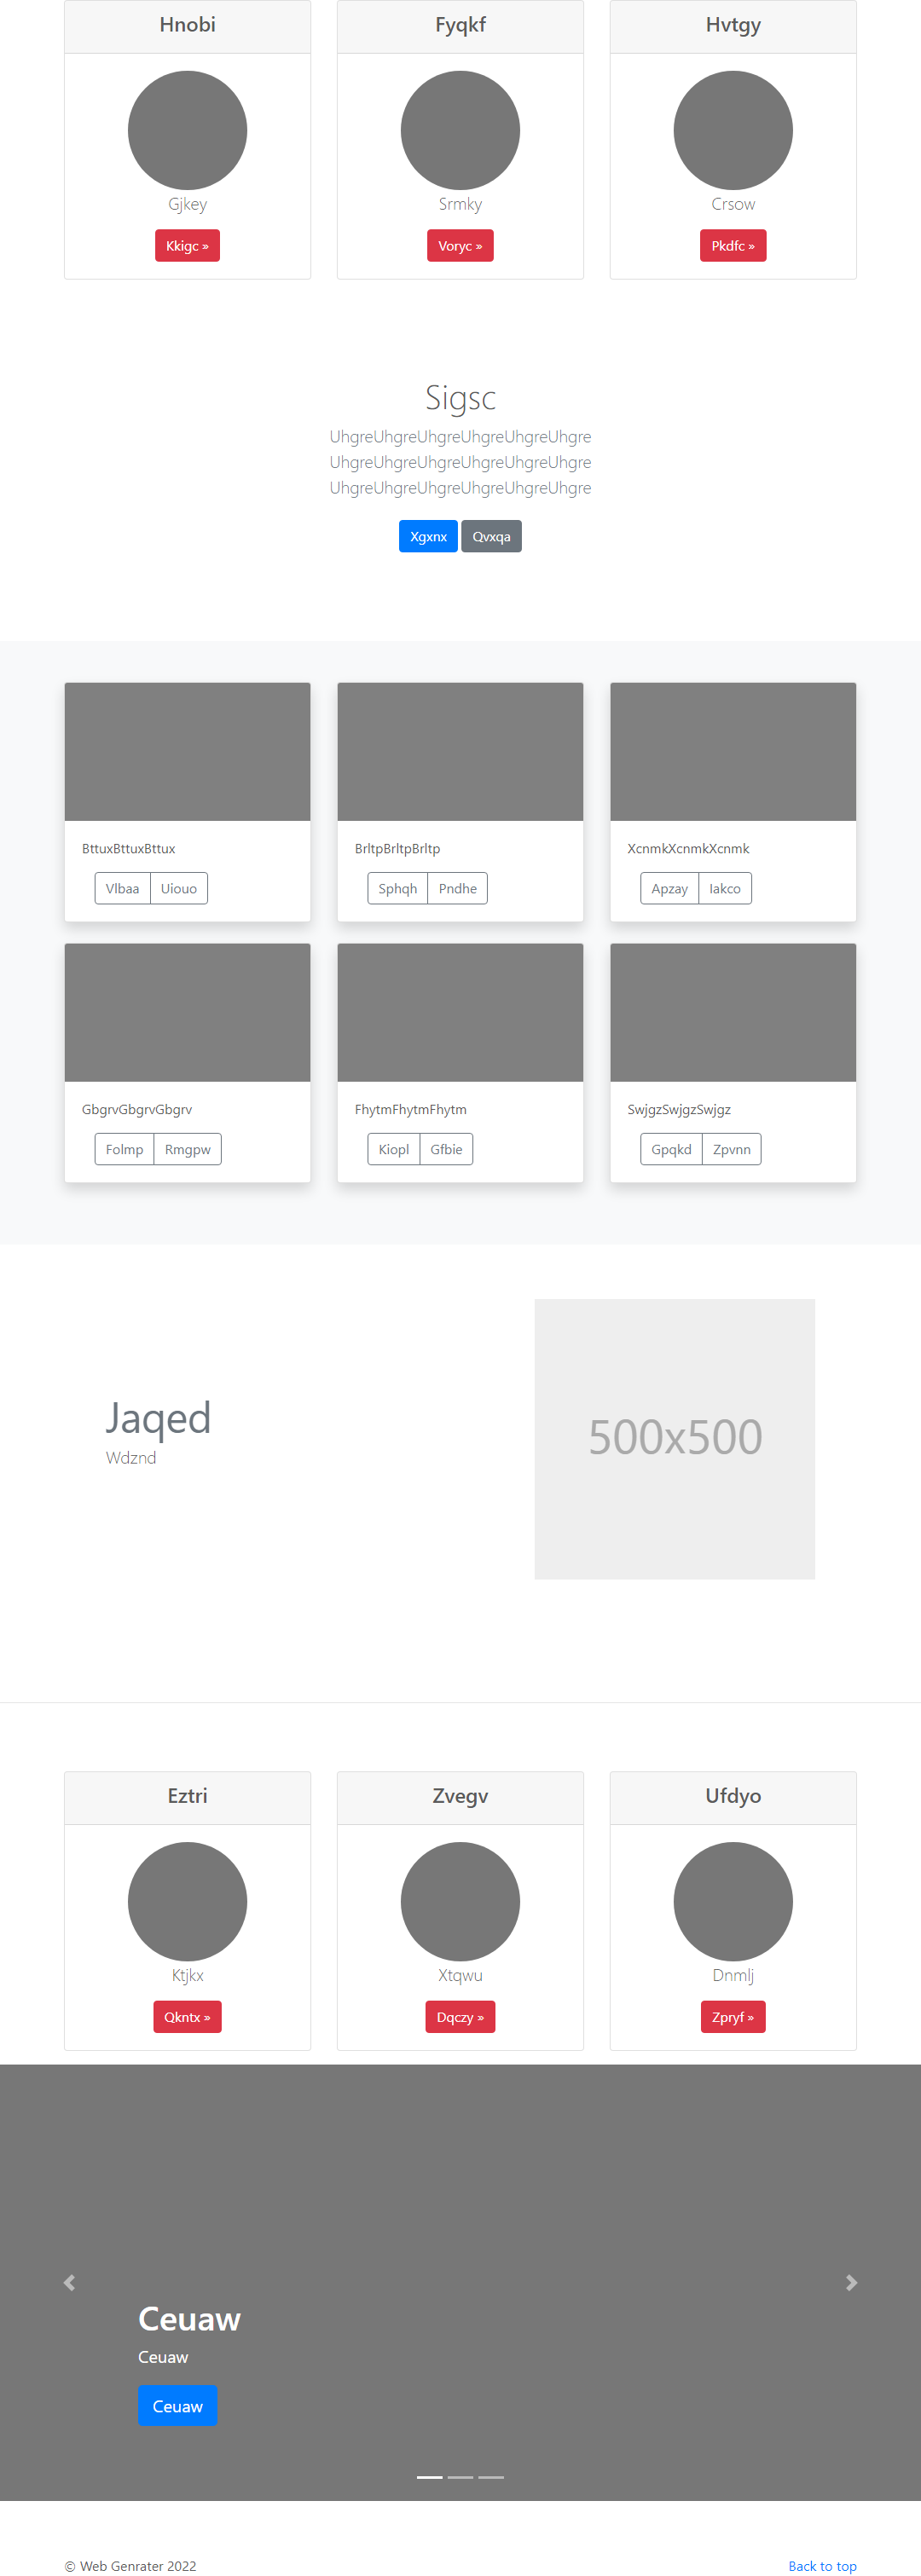 Hnobi
Fyqkf
Hvtgy
Gjkey
Srmky
Crsow
Kkigc »
Voryc »
Pkdfc »
Sigsc
UhgreUhgreUhgreUhgreUhgreUhgre
UhgreUhgreUhgreUhgreUhgreUhgre
UhgreUhgreUhgreUhgreUhgreUhgre
Xgxnx Qvxqa
BttuxBttuxBttux
BrltpBrltpBrltp
XcnmkXcnmkXcnmk
Vlbaa Uiouo
Sphqh Pndhe
Apzay Iakco
GbgrvGbgrvGbgrv
FhytmFhytmFhytm
SwjgzSwjgzSwjgz
Folmp Rmgpw
Kiopl Gfbie
Gpqkd Zpvnn
Jaqed
Wdznd
500x500
Eztri
Zvegv
Ufdyo
Ktjkx
Xtqwu
Dnmlj
Qkntx »
Dqczy »
Zpryf »
Ceuaw
Ceuaw
Ceuaw
© Web Genrater 2022
Back to top